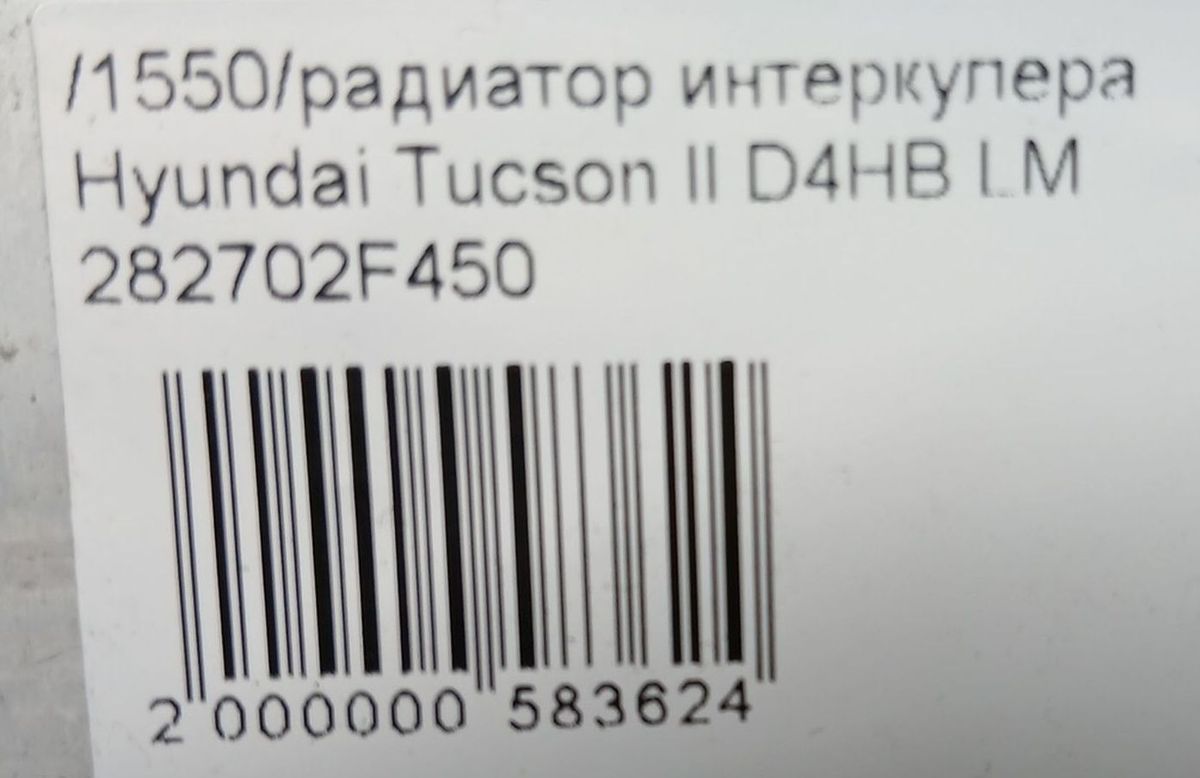 /1550/радиатор интеркулера
Hyundai Tucson II D4HB LM
282702F450
2 000000 583624